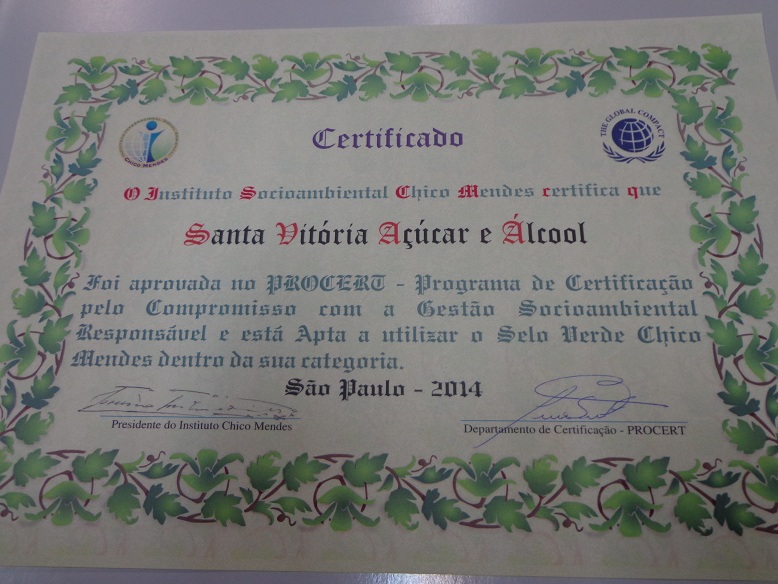 Certificado
CHICO MENDES
THE GLOBAL COMPACT
O Instituto Socioambiental Chico Mendes certifica que
Santa Vitória Açúcar e Álcool
Foi aprovada no PROCERT - Programa de Certificação
pelo Compromisso com a Gestão Socioambiental
Responsável e está Apta a utilizar o Selo Verde Chico
Mendes dentro da sua categoria.
São Paulo - 2014
Presidente do Instituto Chico Mendes
Departamento de Certificação - PROCERT